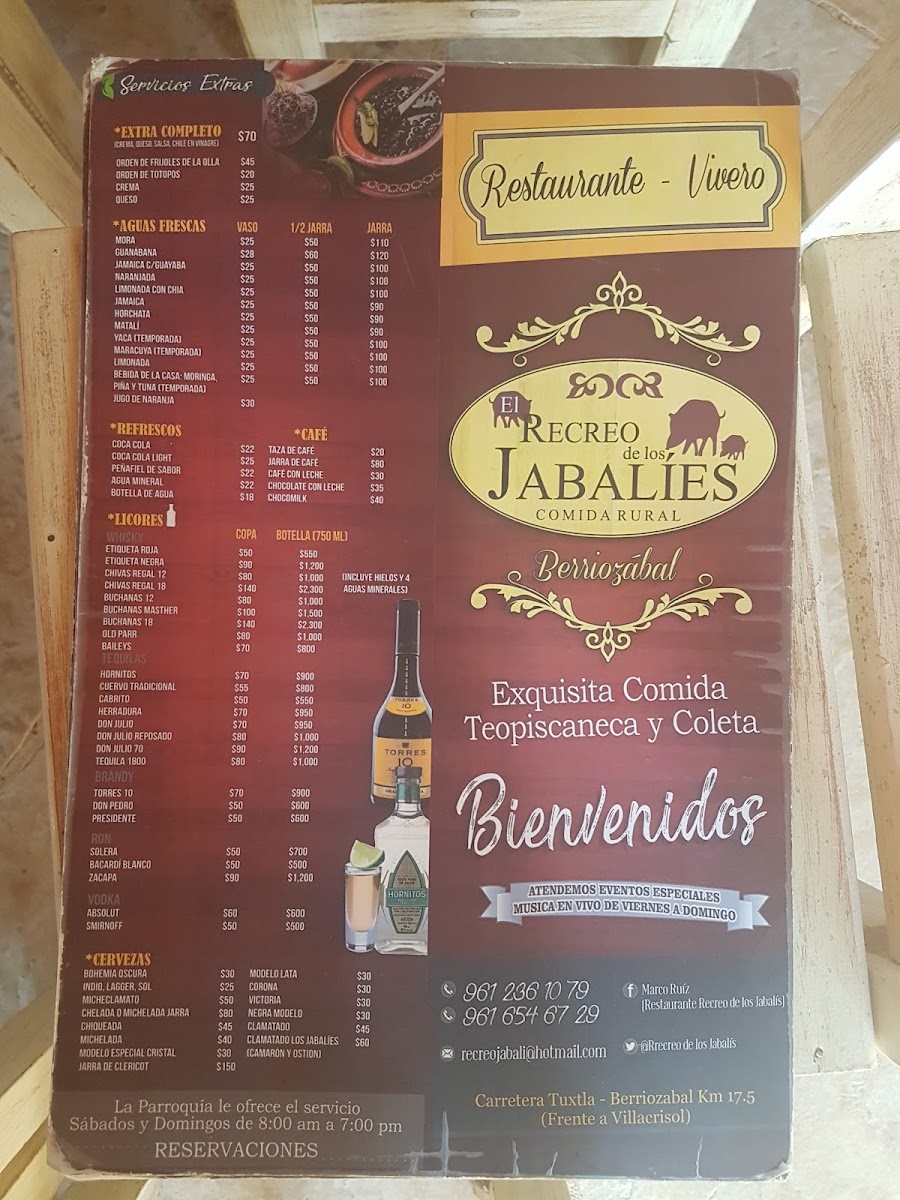 Servicios Extras
*EXTRA COMPLETO $70
(CREMA, QUESO, SALSA, CHILE EN VINAGRE)
ORDEN DE FRIJOLES DE LA OLLA $45
ORDEN DE TOTOPOS $20
CREMA $25
QUESO $25
*AGUAS FRESCAS VASO 1/2 JARRA JARRA
MORA $25 $50 $110
GUANABANA $28 $60 $120
JAMAICA C/GUAYABA $25 $50 $100
NARANJADA $25 $50 $100
LIMONADA CON CHIA $25 $50 $100
JAMAICA $25 $50 $90
HORCHATA $25 $50 $90
MATALÍ $25 $50 $90
YACA (TEMPORADA) $25 $50 $100
MARACUYA (TEMPORADA) $25 $50 $100
LIMONADA $25 $50 $100
BEBIDA DE LA CASA: MORINGA, $25 $50 $100
PIÑA Y TUNA (TEMPORADA)
JUGO DE NARANJA $30
*REFRESCOS
COCA COLA $22
COCA COLA LIGHT $25
PEÑAFIEL DE SABOR $22
AGUA MINERAL $22
BOTELLA DE AGUA $18
*CAFÉ
TAZA DE CAFÉ $20
JARRA DE CAFÉ $80
CAFÉ CON LECHE $30
CHOCOLATE CON LECHE $35
CHOCOMILK $40
*LICORES COPA BOTELLA (750 ML)
WHISKY
ETIQUETA ROJA $50 $550
ETIQUETA NEGRA $90 $1,200
CHIVAS REGAL 12 $80 $1,000
CHIVAS REGAL 18 $140 $2,300
BUCHANAS 12 $80 $1,000
BUCHANAS MASTHER $100 $1,500
BUCHANAS 18 $140 $2,300
OLD PARR $80 $1,000
BAILEYS $70 $800
(INCLUYE HIELOS Y 4
AGUAS MINERALES)
TEQUILAS
HORNITOS $70 $900
CUERVO TRADICIONAL $55 $800
CABRITO $50 $550
HERRADURA $70 $950
DON JULIO $70 $950
DON JULIO REPOSADO $80 $1,000
DON JULIO 70 $90 $1,200
TEQUILA 1800 $80 $1,000
BRANDY
TORRES 10 $70 $900
DON PEDRO $50 $600
PRESIDENTE $50 $600
RON
SOLERA $50 $700
BACARDÍ BLANCO $50 $500
ZACAPA $90 $1,200
VODKA
ABSOLUT $60 $600
SMIRNOFF $50 $500
TORRES
10
TORRES
10
HORNITOS
*CERVEZAS
BOHEMIA OSCURA $30
INDIO, LAGGER, SOL $25
MICHECLAMATO $50
CHELADA O MICHELADA JARRA $80
CHIQUEADA $45
MICHELADA $40
MODELO ESPECIAL CRISTAL $30
JARRA DE CLERICOT $150
MODELO LATA $30
CORONA $30
VICTORIA $30
NEGRA MODELO $30
CLAMATADO $45
CLAMATADO LOS JABALÍES $60
(CAMARÓN Y OSTION)
La Parroquía le ofrece el servicio
Sábados y Domingos de 8:00 am a 7:00 pm
RESERVACIONES
Restaurante - Vivero
El
RECREO
de los
JABALÍES
COMIDA RURAL
Berriozábal
Exquisita Comida
Teopiscaneca y Coleta
Bienvenidos
ATENDEMOS EVENTOS ESPECIALES
MUSICA EN VIVO DE VIERNES A DOMINGO
961 236 10 79
961 654 67 29
recreojabali@hotmail.com
Marco Ruíz
(Restaurante Recreo de los Jabalís)
@Rrecreo de los Jabalís
Carretera Tuxtla - Berriozabal Km 17.5
(Frente a Villacrisol)